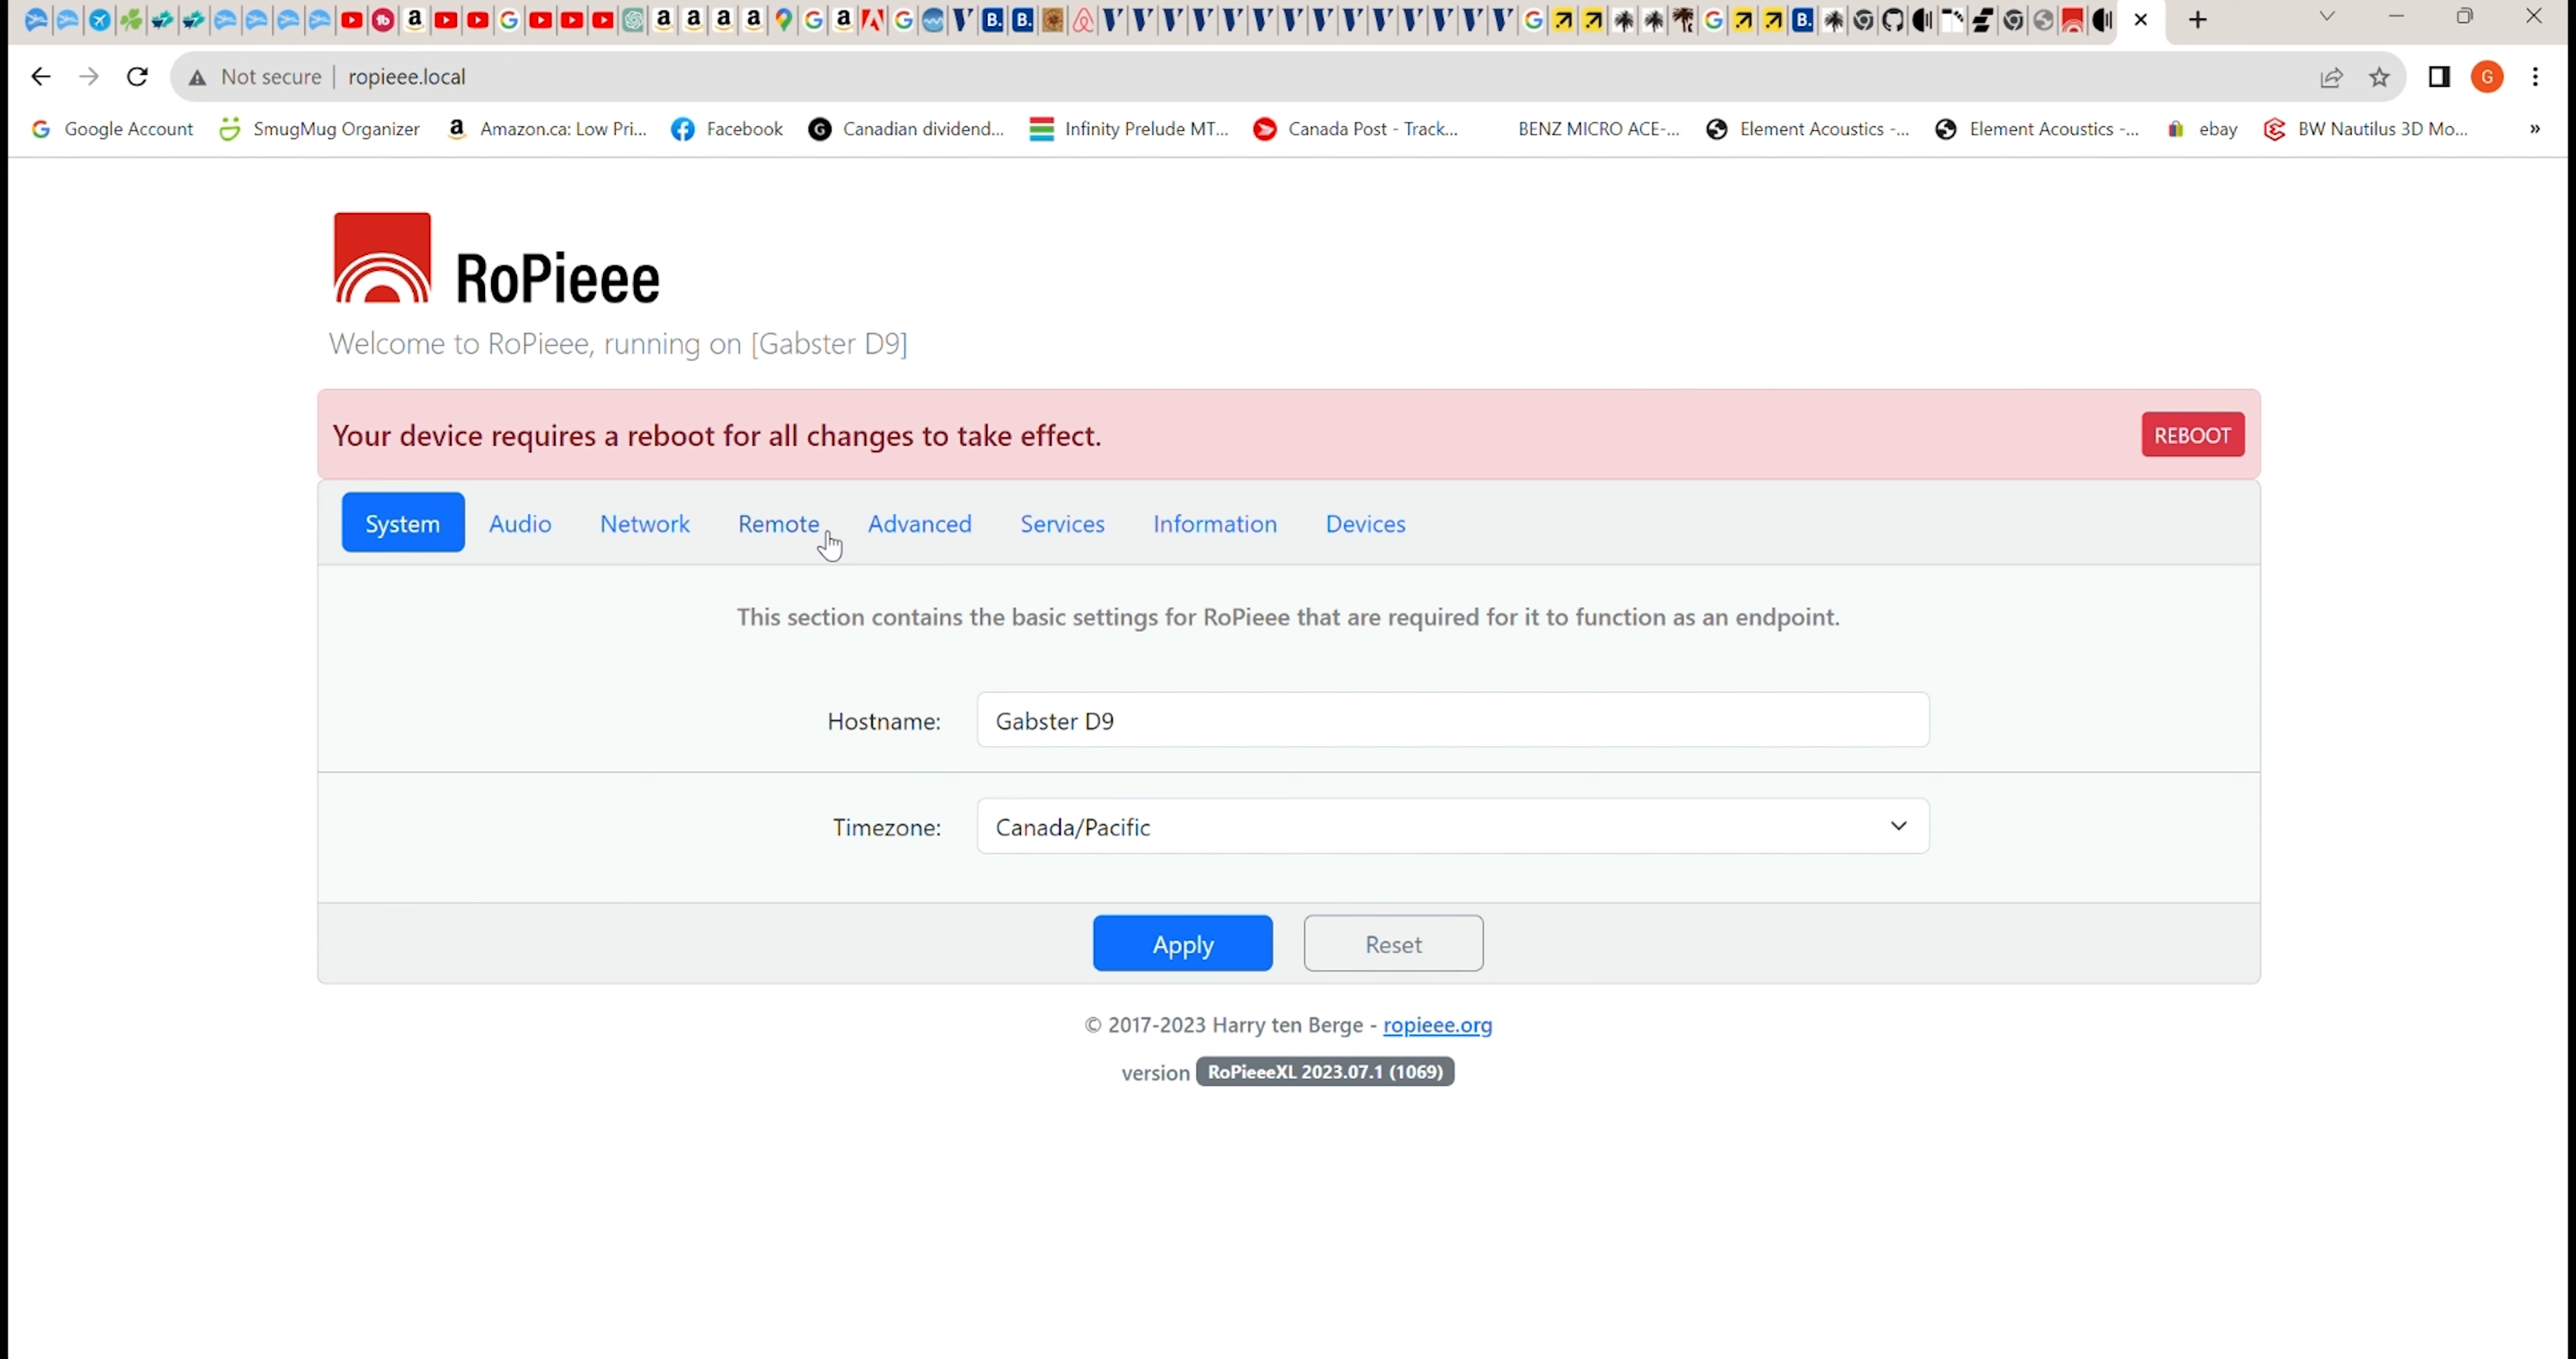 Not secure | ropieee.local
Google Account SmugMug Organizer Amazon.ca: Low Pri... Facebook Canadian dividend... Infinity Prelude MT... Canada Post - Track... BENZ MICRO ACE-... Element Acoustics -... Element Acoustics -... ebay BW Nautilus 3D Mo... »
RoPieee
Welcome to RoPieee, running on [Gabster D9]
Your device requires a reboot for all changes to take effect. REBOOT
System Audio Network Remote Advanced Services Information Devices
This section contains the basic settings for RoPieee that are required for it to function as an endpoint.
Hostname: Gabster D9
Timezone: Canada/Pacific
Apply Reset
© 2017-2023 Harry ten Berge - ropieee.org
version RoPieeeXL 2023.07.1 (1069)